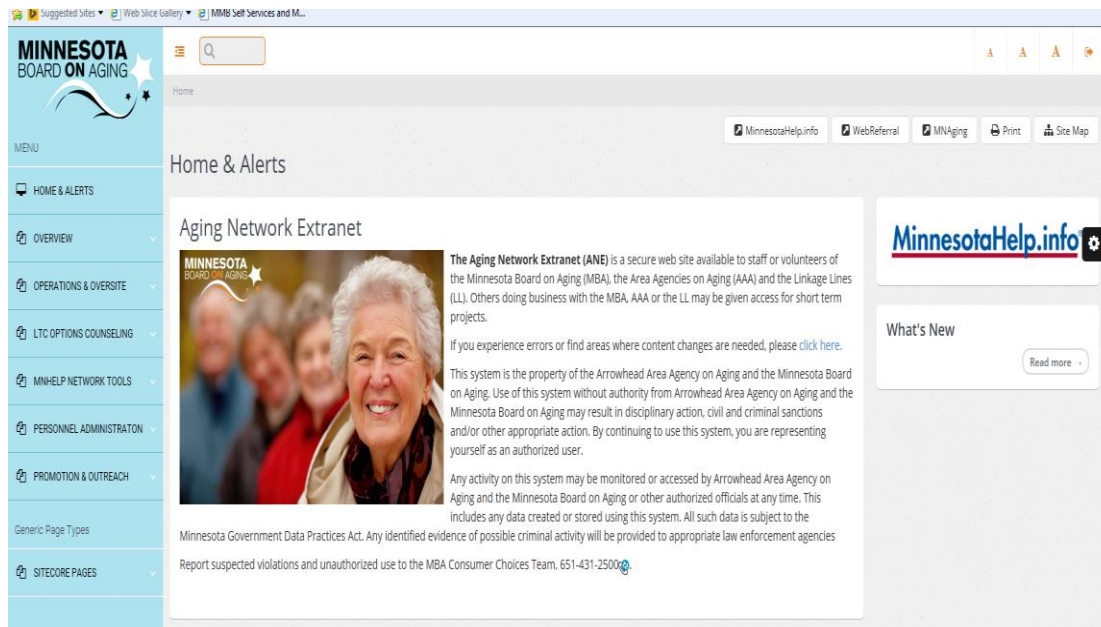 Suggested Sites ▾ Web Slice Gallery ▾ MMB Self Services and M...
MINNESOTA
BOARD ON AGING
A A A
Home
MinnesotaHelp.info WebReferral MNAging Print Site Map
MENU
Home & Alerts
HOME & ALERTS
OVERVIEW
OPERATIONS & OVERSITE
LTC OPTIONS COUNSELING
MNHELP NETWORK TOOLS
PERSONNEL ADMINISTRATON
PROMOTION & OUTREACH
Generic Page Types
SITECORE PAGES
Aging Network Extranet
MINNESOTA
BOARD ON AGING
The Aging Network Extranet (ANE) is a secure web site available to staff or volunteers of
the Minnesota Board on Aging (MBA), the Area Agencies on Aging (AAA) and the Linkage Lines
(LL). Others doing business with the MBA, AAA or the LL may be given access for short term
projects.
If you experience errors or find areas where content changes are needed, please click here.
This system is the property of the Arrowhead Area Agency on Aging and the Minnesota Board
on Aging. Use of this system without authority from Arrowhead Area Agency on Aging and the
Minnesota Board on Aging may result in disciplinary action, civil and criminal sanctions
and/or other appropriate action. By continuing to use this system, you are representing
yourself as an authorized user.
Any activity on this system may be monitored or accessed by Arrowhead Area Agency on
Aging and the Minnesota Board on Aging or other authorized officials at any time. This
includes any data created or stored using this system. All such data is subject to the
Minnesota Government Data Practices Act. Any identified evidence of possible criminal activity will be provided to appropriate law enforcement agencies
Report suspected violations and unauthorized use to the MBA Consumer Choices Team, 651-431-2500.
MinnesotaHelp.info
What's New
Read more ›